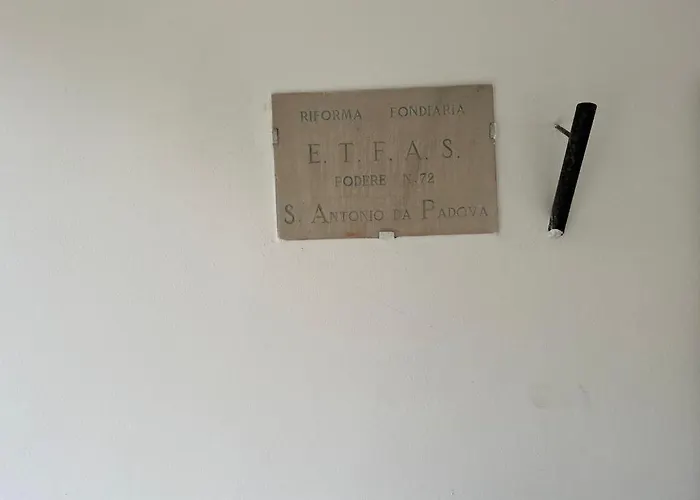 RIFORMA FONDIARIA
E. T. F. A. S.
PODERE N. 72
S. ANTONIO DA PADOVA